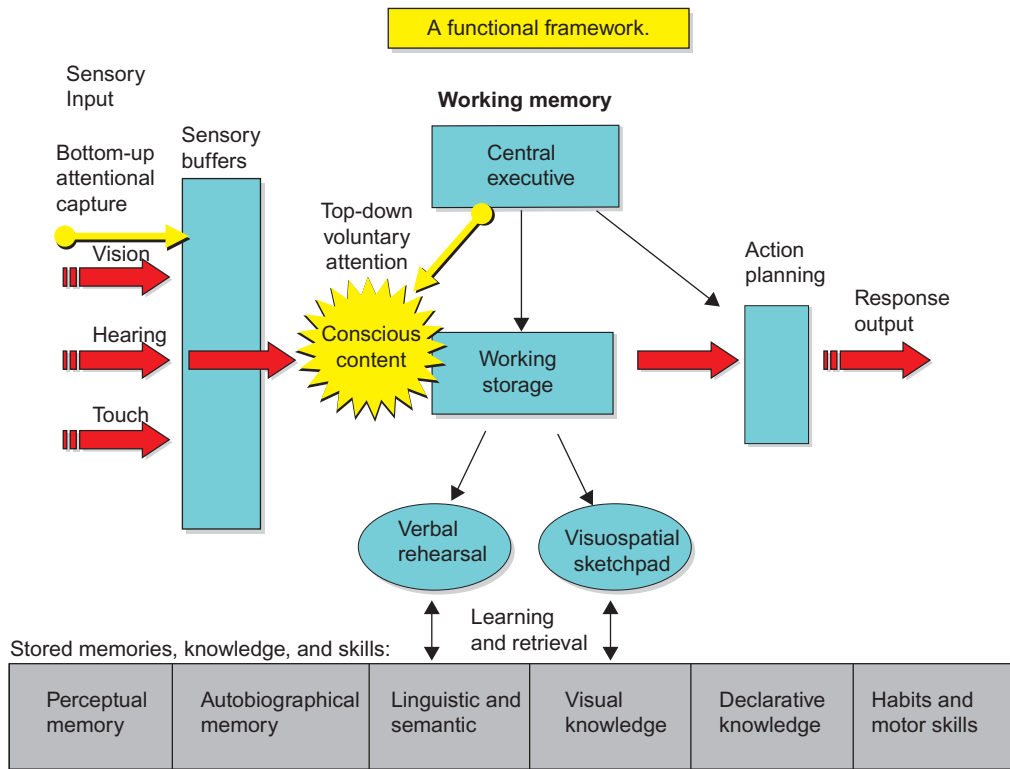 A functional framework.
Sensory
Input
Working memory
Sensory
buffers
Bottom-up
attentional
capture
Central
executive
Top-down
voluntary
attention
Vision
Action
planning
Response
output
Hearing
Conscious
content
Working
storage
Touch
Verbal
rehearsal
Visuospatial
sketchpad
Learning
and retrieval
Stored memories, knowledge, and skills:
Perceptual
memory
Autobiographical
memory
Linguistic and
semantic
Visual
knowledge
Declarative
knowledge
Habits and
motor skills